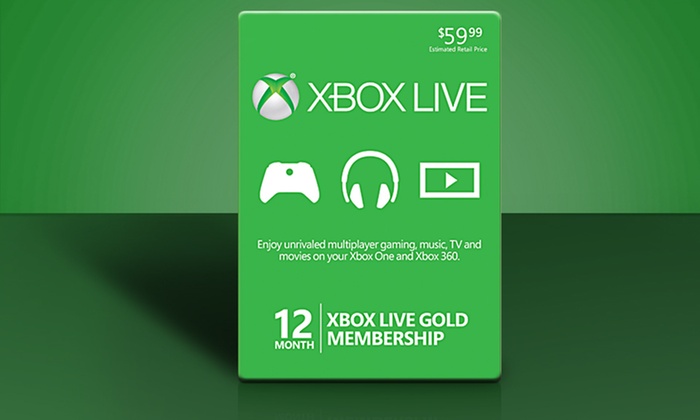 $59.99
Estimated Retail Price
XBOX LIVE
Enjoy unrivaled multiplayer gaming, music, TV and
movies on your Xbox One and Xbox 360.
12 MONTH
XBOX LIVE GOLD
MEMBERSHIP